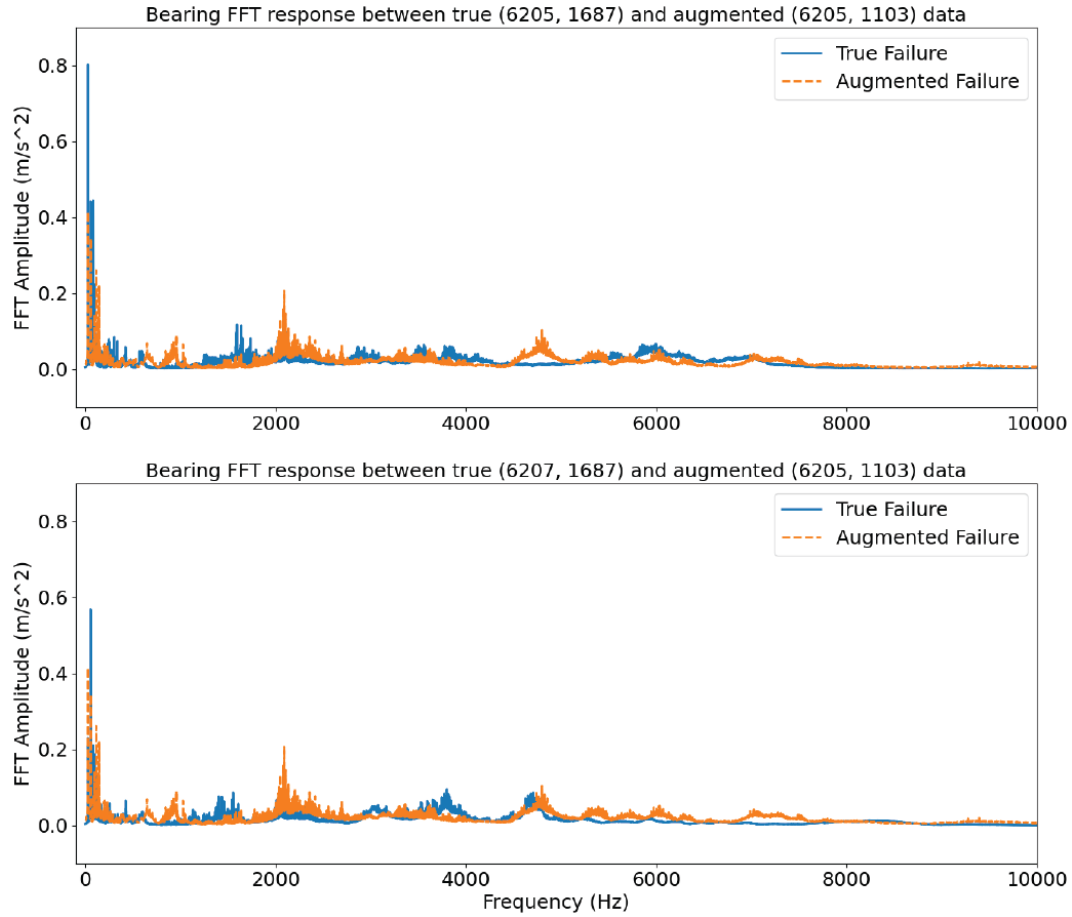 Bearing FFT response between true (6205, 1687) and augmented (6205, 1103) data
True Failure
Augmented Failure
FFT Amplitude (m/s^2)
0.8
0.6
0.4
0.2
0.0
0 2000 4000 6000 8000 10000
Bearing FFT response between true (6207, 1687) and augmented (6205, 1103) data
True Failure
Augmented Failure
FFT Amplitude (m/s^2)
0.8
0.6
0.4
0.2
0.0
0 2000 4000 6000 8000 10000
Frequency (Hz)